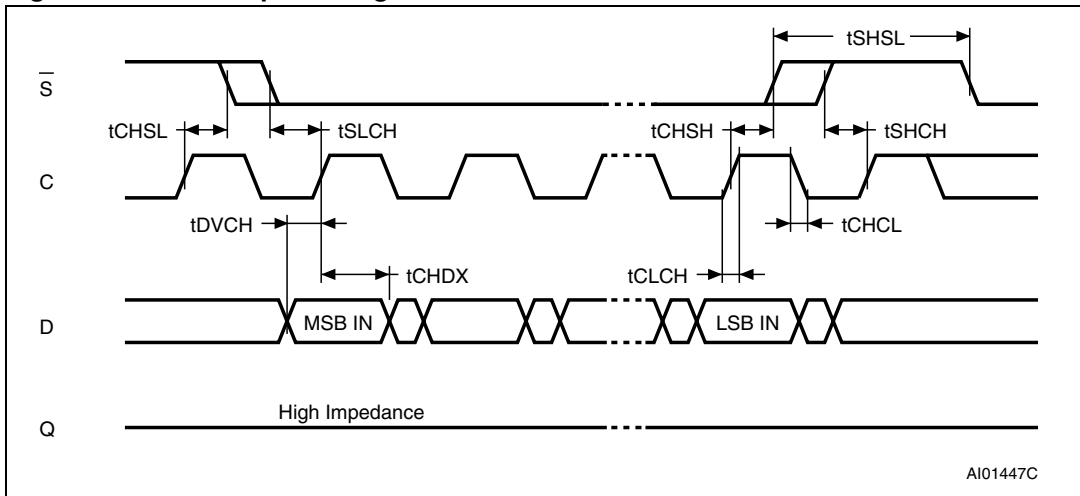 tSHSL
S
tCHSL
tSLCH
tCHSH
tSHCH
C
tDVCH
tCHCL
tCHDX
tCLCH
D
MSB IN
LSB IN
High Impedance
Q
AI01447C